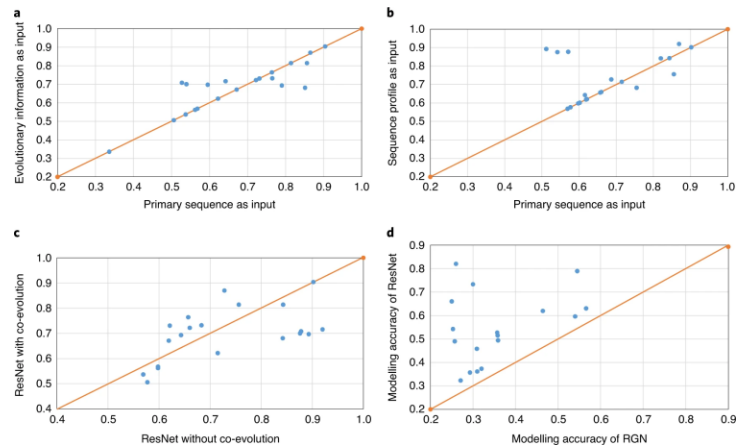 a
Evolutionary information as input
1.0
0.9
0.8
0.7
0.6
0.5
0.4
0.3
0.2
0.2 0.3 0.4 0.5 0.6 0.7 0.8 0.9 1.0
Primary sequence as input
b
Sequence profile as input
1.0
0.9
0.8
0.7
0.6
0.5
0.4
0.3
0.2
0.2 0.3 0.4 0.5 0.6 0.7 0.8 0.9 1.0
Primary sequence as input
c
ResNet with co-evolution
1.0
0.9
0.8
0.7
0.6
0.5
0.4
0.4 0.5 0.6 0.7 0.8 0.9 1.0
ResNet without co-evolution
d
Modelling accuracy of ResNet
0.9
0.8
0.7
0.6
0.5
0.4
0.3
0.2
0.2 0.3 0.4 0.5 0.6 0.7 0.8 0.9
Modelling accuracy of RGN